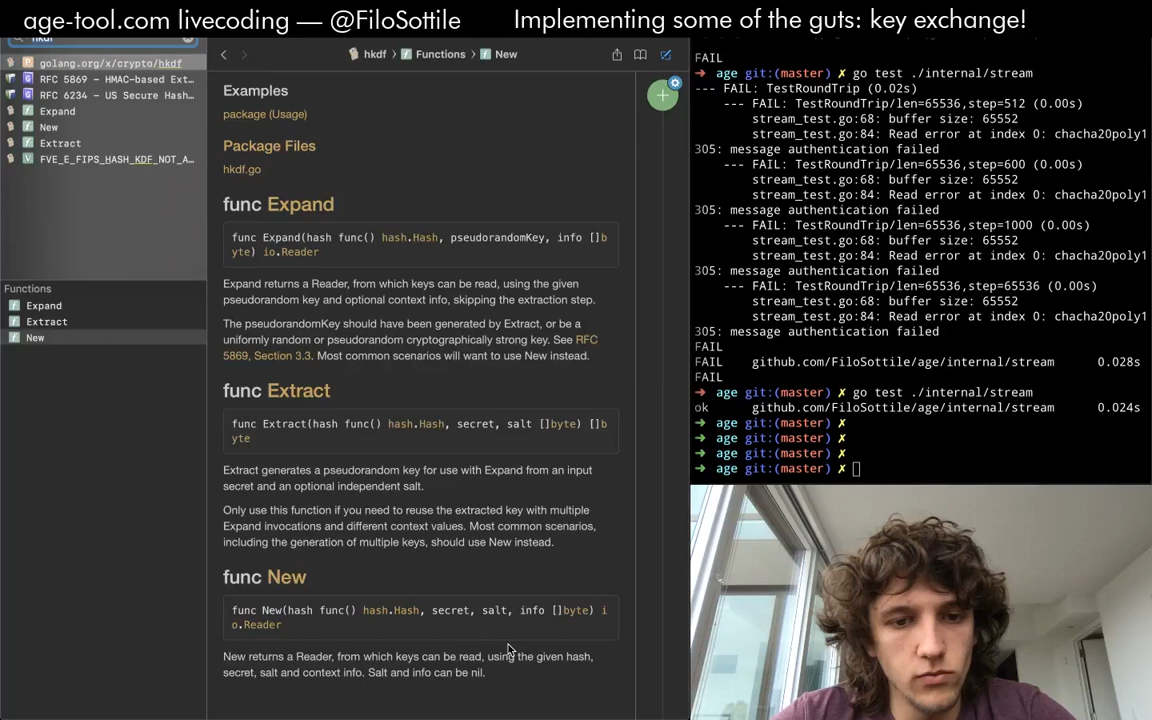 age-tool.com livecoding — @FiloSottile
Implementing some of the guts: key exchange!
hkdf
golang.org/x/crypto/hkdf
RFC 5869 – HMAC-based Ext...
RFC 6234 – US Secure Hash...
Expand
New
Extract
FVE_E_FIPS_HASH_KDF_NOT_A...
Functions
Expand
Extract
New
hkdf › Functions › New
Examples
package (Usage)
Package Files
hkdf.go
func Expand
func Expand(hash func() hash.Hash, pseudorandomKey, info []b
yte) io.Reader
Expand returns a Reader, from which keys can be read, using the given
pseudorandom key and optional context info, skipping the extraction step.
The pseudorandomKey should have been generated by Extract, or be a
uniformly random or pseudorandom cryptographically strong key. See RFC
5869, Section 3.3. Most common scenarios will want to use New instead.
func Extract
func Extract(hash func() hash.Hash, secret, salt []byte) []b
yte
Extract generates a pseudorandom key for use with Expand from an input
secret and an optional independent salt.
Only use this function if you need to reuse the extracted key with multiple
Expand invocations and different context values. Most common scenarios,
including the generation of multiple keys, should use New instead.
func New
func New(hash func() hash.Hash, secret, salt, info []byte) i
o.Reader
New returns a Reader, from which keys can be read, using the given hash,
secret, salt and context info. Salt and info can be nil.
FAIL
➜ age git:(master) ✗ go test ./internal/stream
--- FAIL: TestRoundTrip (0.02s)
--- FAIL: TestRoundTrip/len=65536,step=512 (0.00s)
stream_test.go:68: buffer size: 65552
stream_test.go:84: Read error at index 0: chacha20poly1
305: message authentication failed
--- FAIL: TestRoundTrip/len=65536,step=600 (0.00s)
stream_test.go:68: buffer size: 65552
stream_test.go:84: Read error at index 0: chacha20poly1
305: message authentication failed
--- FAIL: TestRoundTrip/len=65536,step=1000 (0.00s)
stream_test.go:68: buffer size: 65552
stream_test.go:84: Read error at index 0: chacha20poly1
305: message authentication failed
--- FAIL: TestRoundTrip/len=65536,step=65536 (0.00s)
stream_test.go:68: buffer size: 65552
stream_test.go:84: Read error at index 0: chacha20poly1
305: message authentication failed
FAIL
FAIL github.com/FiloSottile/age/internal/stream 0.028s
FAIL
➜ age git:(master) ✗ go test ./internal/stream
ok github.com/FiloSottile/age/internal/stream 0.024s
➜ age git:(master) ✗
➜ age git:(master) ✗
➜ age git:(master) ✗
➜ age git:(master) ✗